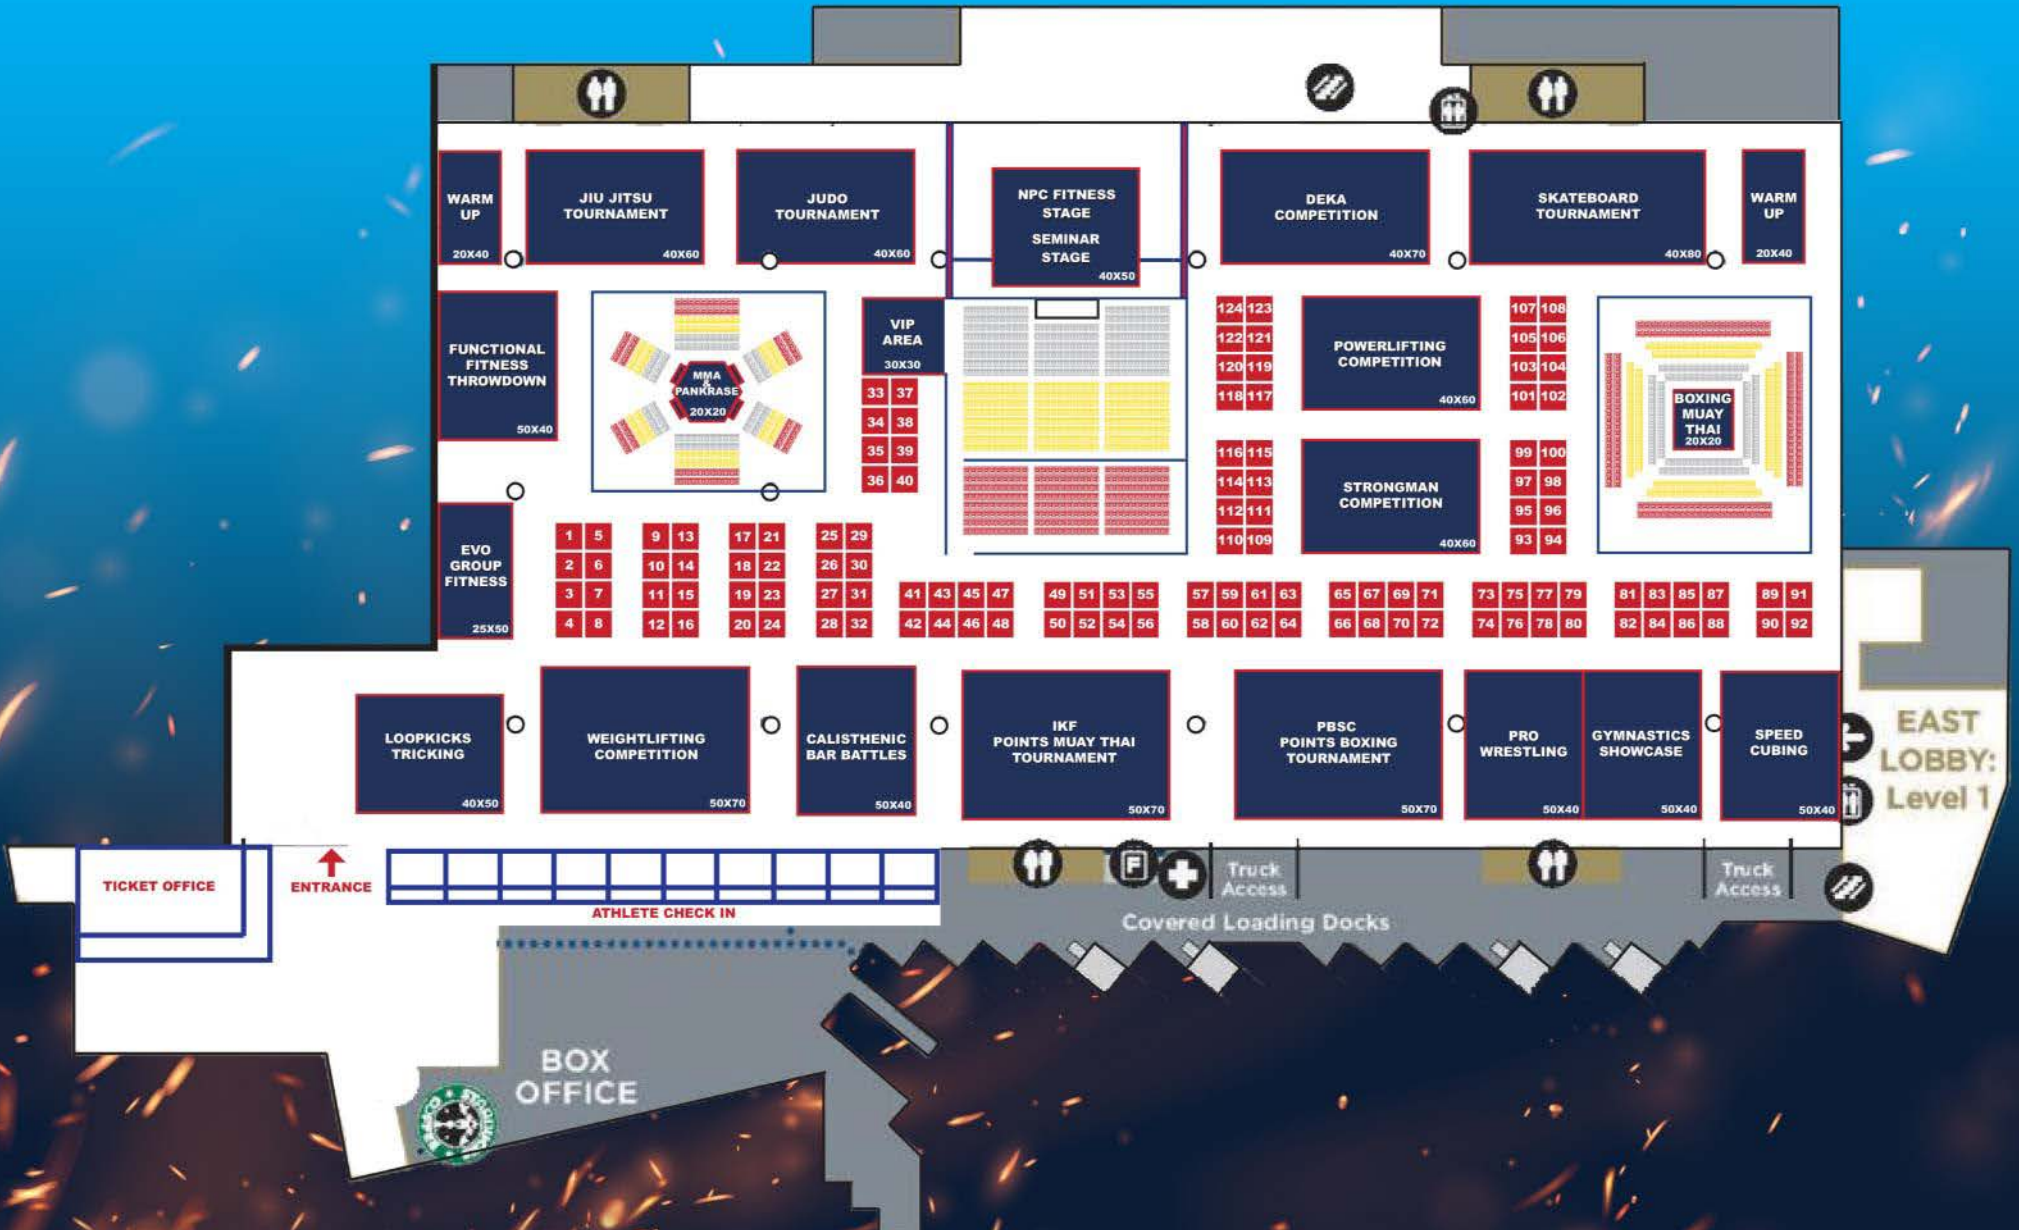 WARM
UP
20X40
JIU JITSU
TOURNAMENT
40X60
JUDO
TOURNAMENT
40X60
NPC FITNESS
STAGE
SEMINAR
STAGE
40X50
DEKA
COMPETITION
40X70
SKATEBOARD
TOURNAMENT
40X80
WARM
UP
20X40
FUNCTIONAL
FITNESS
THROWDOWN
50X40
MMA
&
PANKRASE
20X20
VIP
AREA
30X30
33 37
34 38
35 39
36 40
124 123
122 121
120 119
118 117
POWERLIFTING
COMPETITION
40X60
107 108
105 106
103 104
101 102
BOXING
MUAY
THAI
20X20
116 115
114 113
112 111
110 109
STRONGMAN
COMPETITION
40X60
99 100
97 98
95 96
93 94
EVO
GROUP
FITNESS
25X50
1 5
2 6
3 7
4 8
9 13
10 14
11 15
12 16
17 21
18 22
19 23
20 24
25 29
26 30
27 31
28 32
41 43 45 47
42 44 46 48
49 51 53 55
50 52 54 56
57 59 61 63
58 60 62 64
65 67 69 71
66 68 70 72
73 75 77 79
74 76 78 80
81 83 85 87
82 84 86 88
89 91
90 92
LOOPKICKS
TRICKING
40X50
WEIGHTLIFTING
COMPETITION
50X70
CALISTHENIC
BAR BATTLES
50X40
IKF
POINTS MUAY THAI
TOURNAMENT
50X70
PBSC
POINTS BOXING
TOURNAMENT
50X70
PRO
WRESTLING
50X40
GYMNASTICS
SHOWCASE
50X40
SPEED
CUBING
50X40
EAST
LOBBY:
Level 1
TICKET OFFICE
ENTRANCE
ATHLETE CHECK IN
F
Truck
Access
Truck
Access
Covered Loading Docks
BOX
OFFICE